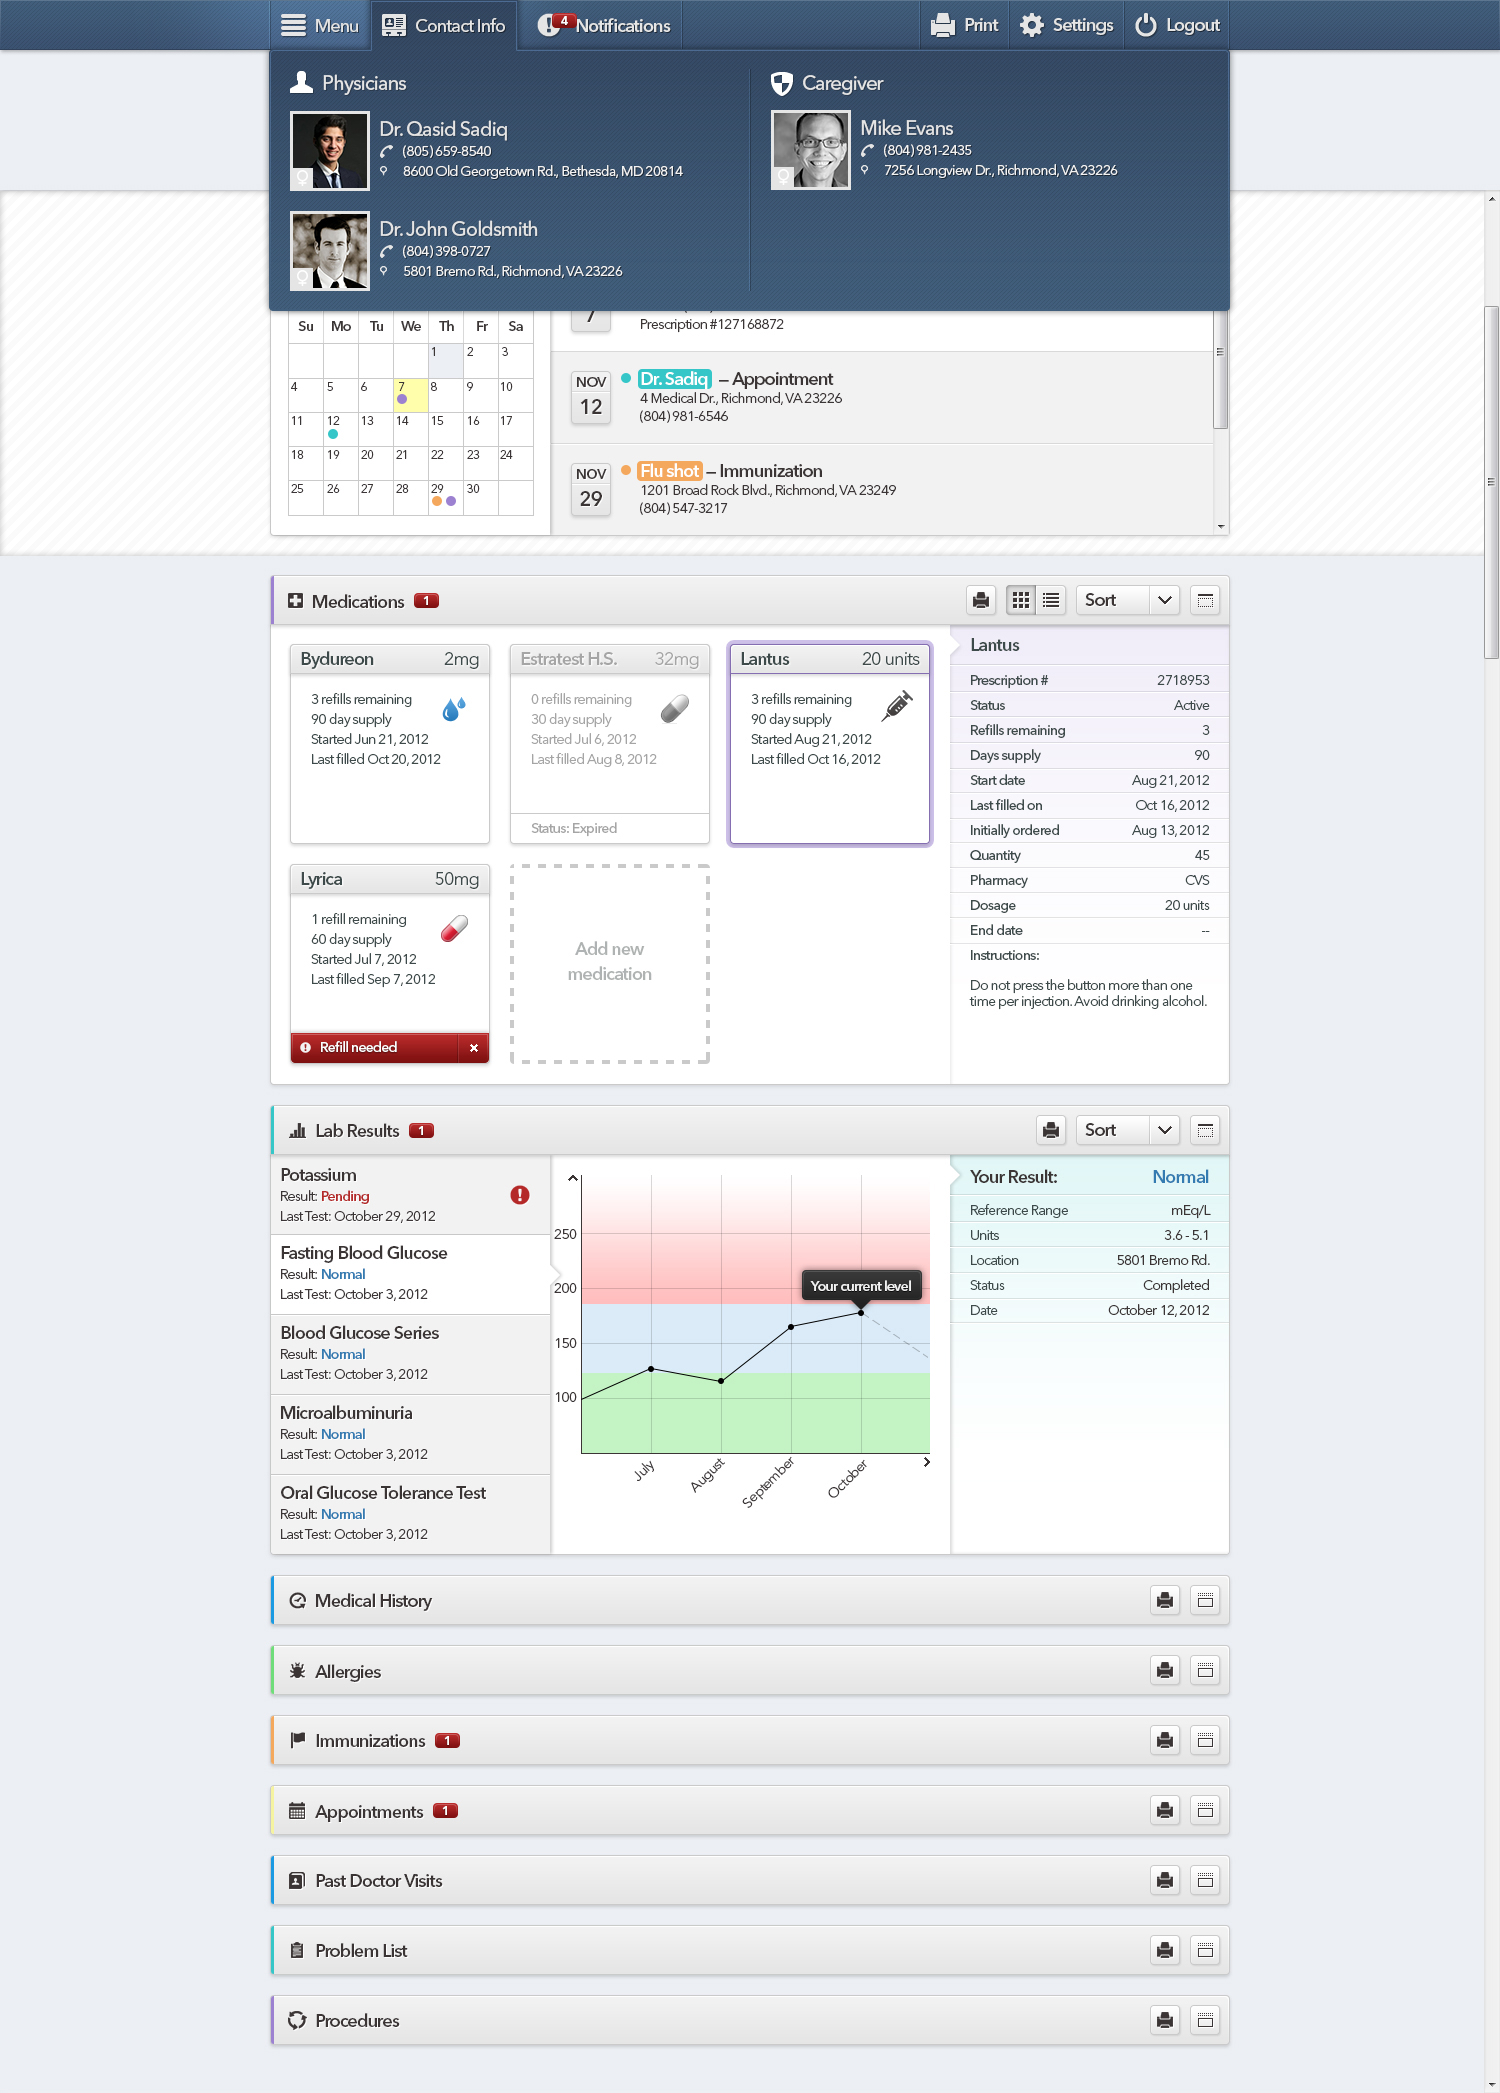 Menu
Contact Info
4
Notifications
Print
Settings
Logout
Physicians
Dr. Qasid Sadiq
(805) 659-8540
8600 Old Georgetown Rd., Bethesda, MD 20814
Dr. John Goldsmith
(804) 398-0727
5801 Bremo Rd., Richmond, VA 23226
Caregiver
Mike Evans
(804) 981-2435
7256 Longview Dr., Richmond, VA 23226
Su Mo Tu We Th Fr Sa
1 2 3
4 5 6 7 8 9 10
11 12 13 14 15 16 17
18 19 20 21 22 23 24
25 26 27 28 29 30
7
Prescription #127168872
NOV
12
Dr. Sadiq – Appointment
4 Medical Dr., Richmond, VA 23226
(804) 981-6546
NOV
29
Flu shot – Immunization
1201 Broad Rock Blvd., Richmond, VA 23249
(804) 547-3217
Medications 1
Sort
Bydureon 2mg
3 refills remaining
90 day supply
Started Jun 21, 2012
Last filled Oct 20, 2012
Estratest H.S. 32mg
0 refills remaining
30 day supply
Started Jul 6, 2012
Last filled Aug 8, 2012
Status: Expired
Lantus 20 units
3 refills remaining
90 day supply
Started Aug 21, 2012
Last filled Oct 16, 2012
Lyrica 50mg
1 refill remaining
60 day supply
Started Jul 7, 2012
Last filled Sep 7, 2012
Refill needed
Add new
medication
Lantus
Prescription # 2718953
Status Active
Refills remaining 3
Days supply 90
Start date Aug 21, 2012
Last filled on Oct 16, 2012
Initially ordered Aug 13, 2012
Quantity 45
Pharmacy CVS
Dosage 20 units
End date --
Instructions:
Do not press the button more than one
time per injection. Avoid drinking alcohol.
Lab Results 1
Sort
Potassium
Result: Pending
Last Test: October 29, 2012
Fasting Blood Glucose
Result: Normal
Last Test: October 3, 2012
Blood Glucose Series
Result: Normal
Last Test: October 3, 2012
Microalbuminuria
Result: Normal
Last Test: October 3, 2012
Oral Glucose Tolerance Test
Result: Normal
Last Test: October 3, 2012
250
200
150
100
Your current level
July
August
September
October
Your Result: Normal
Reference Range mEq/L
Units 3.6 - 5.1
Location 5801 Bremo Rd.
Status Completed
Date October 12, 2012
Medical History
Allergies
Immunizations 1
Appointments 1
Past Doctor Visits
Problem List
Procedures